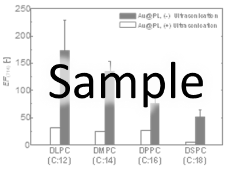 Au@PL (-) Ultrasonication
Au@PL (+) Ultrasonication
250
200
150
100
50
0
Sample
DLPC DMPC DPPC DSPC
(C:12) (C:14) (C:16) (C:18)